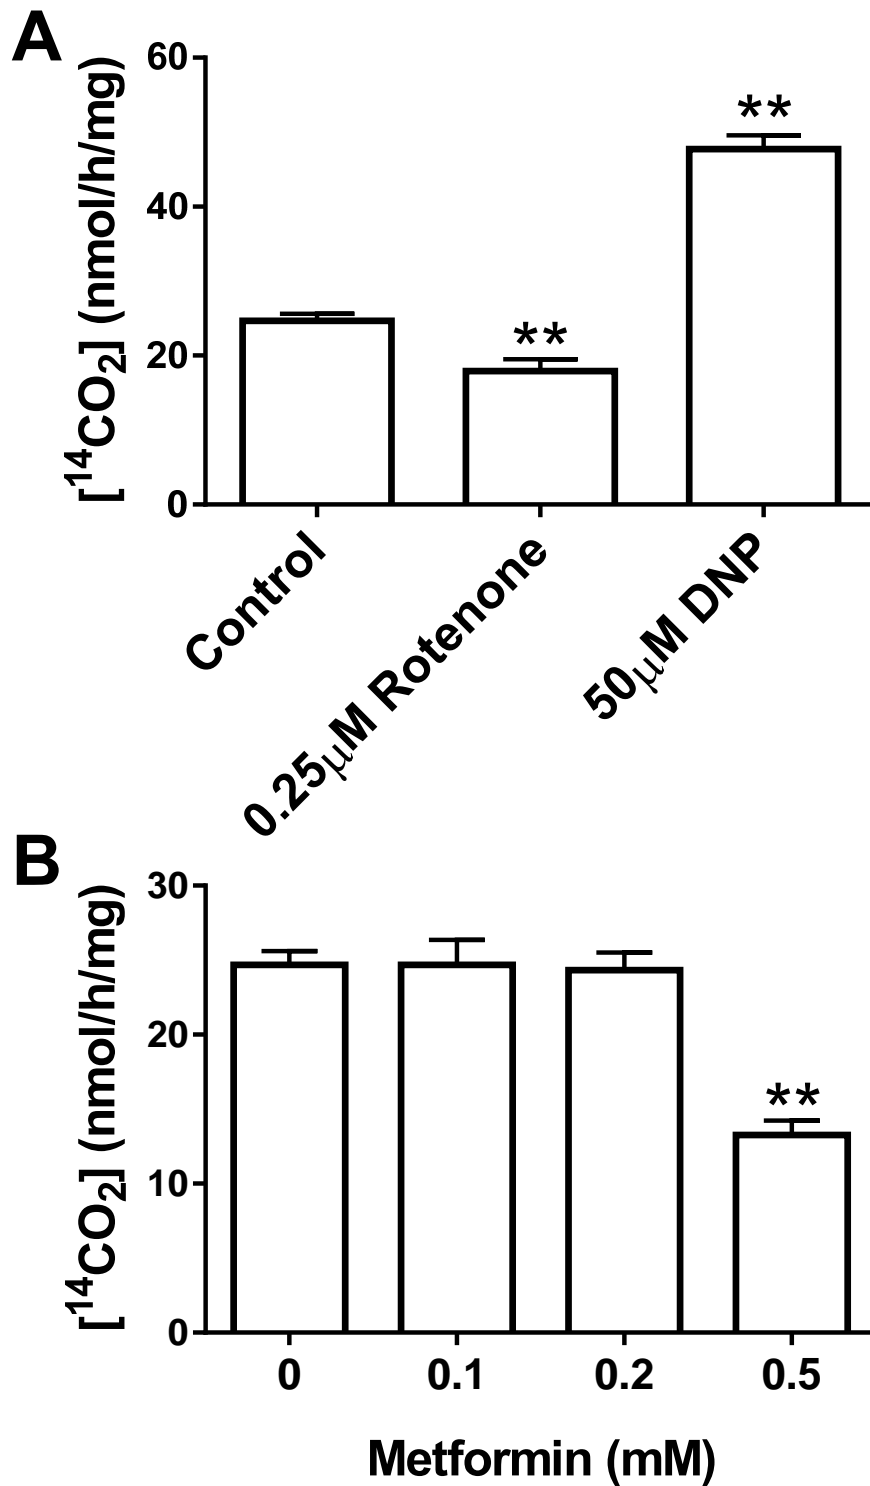 A
[¹⁴CO₂] (nmol/h/mg)
60
40
20
0
**
**
Control
0.25μM Rotenone
50μM DNP
B
[¹⁴CO₂] (nmol/h/mg)
30
20
10
0
**
0 0.1 0.2 0.5
Metformin (mM)